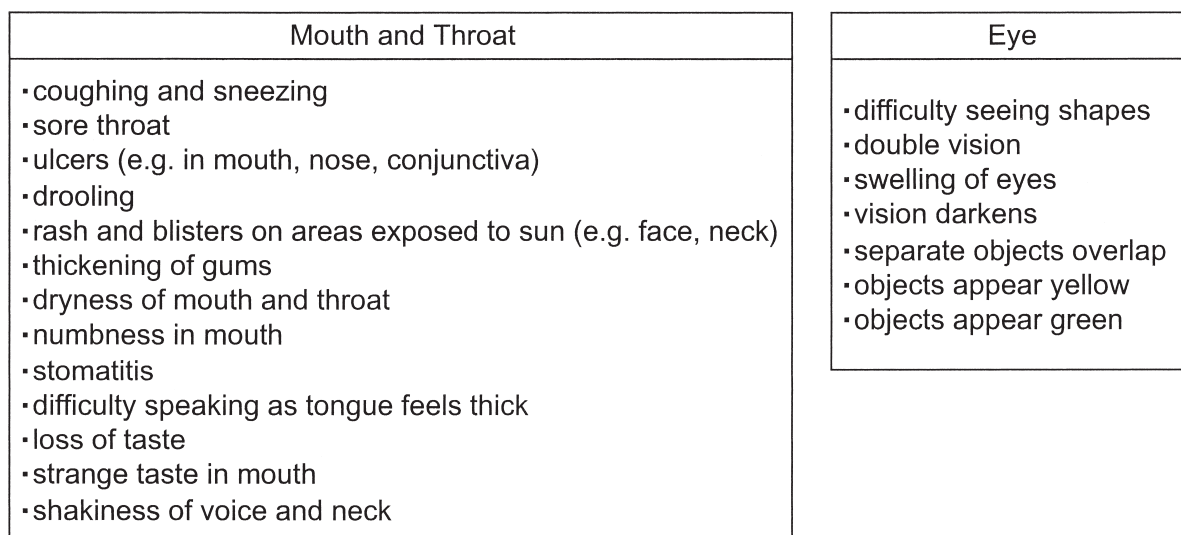 Mouth and Throat
・coughing and sneezing
・sore throat
・ulcers (e.g. in mouth, nose, conjunctiva)
・drooling
・rash and blisters on areas exposed to sun (e.g. face, neck)
・thickening of gums
・dryness of mouth and throat
・numbness in mouth
・stomatitis
・difficulty speaking as tongue feels thick
・loss of taste
・strange taste in mouth
・shakiness of voice and neck
Eye
・difficulty seeing shapes
・double vision
・swelling of eyes
・vision darkens
・separate objects overlap
・objects appear yellow
・objects appear green